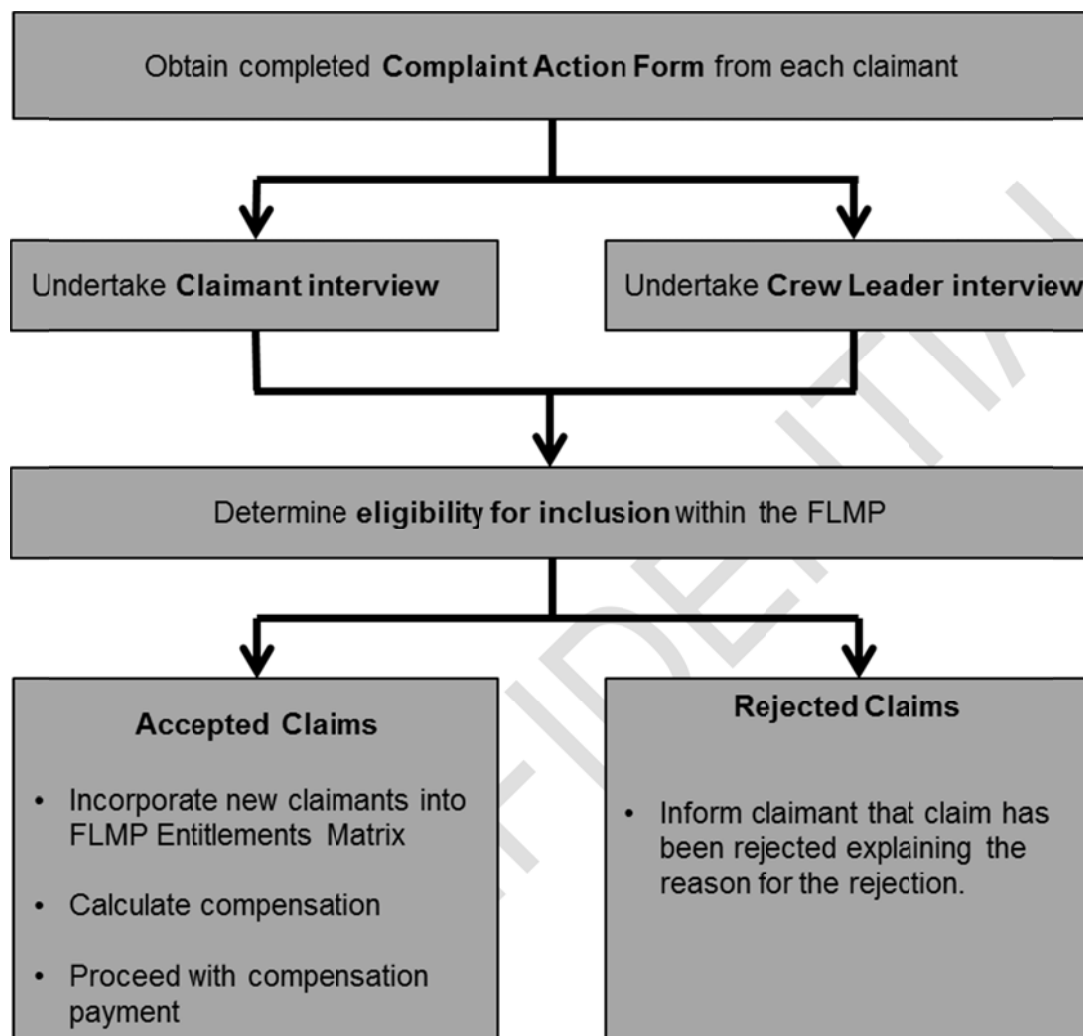 Obtain completed Complaint Action Form from each claimant
Undertake Claimant interview
Undertake Crew Leader interview
Determine eligibility for inclusion within the FLMP
Accepted Claims
• Incorporate new claimants into
FLMP Entitlements Matrix
• Calculate compensation
• Proceed with compensation
payment
Rejected Claims
• Inform claimant that claim has
been rejected explaining the
reason for the rejection.